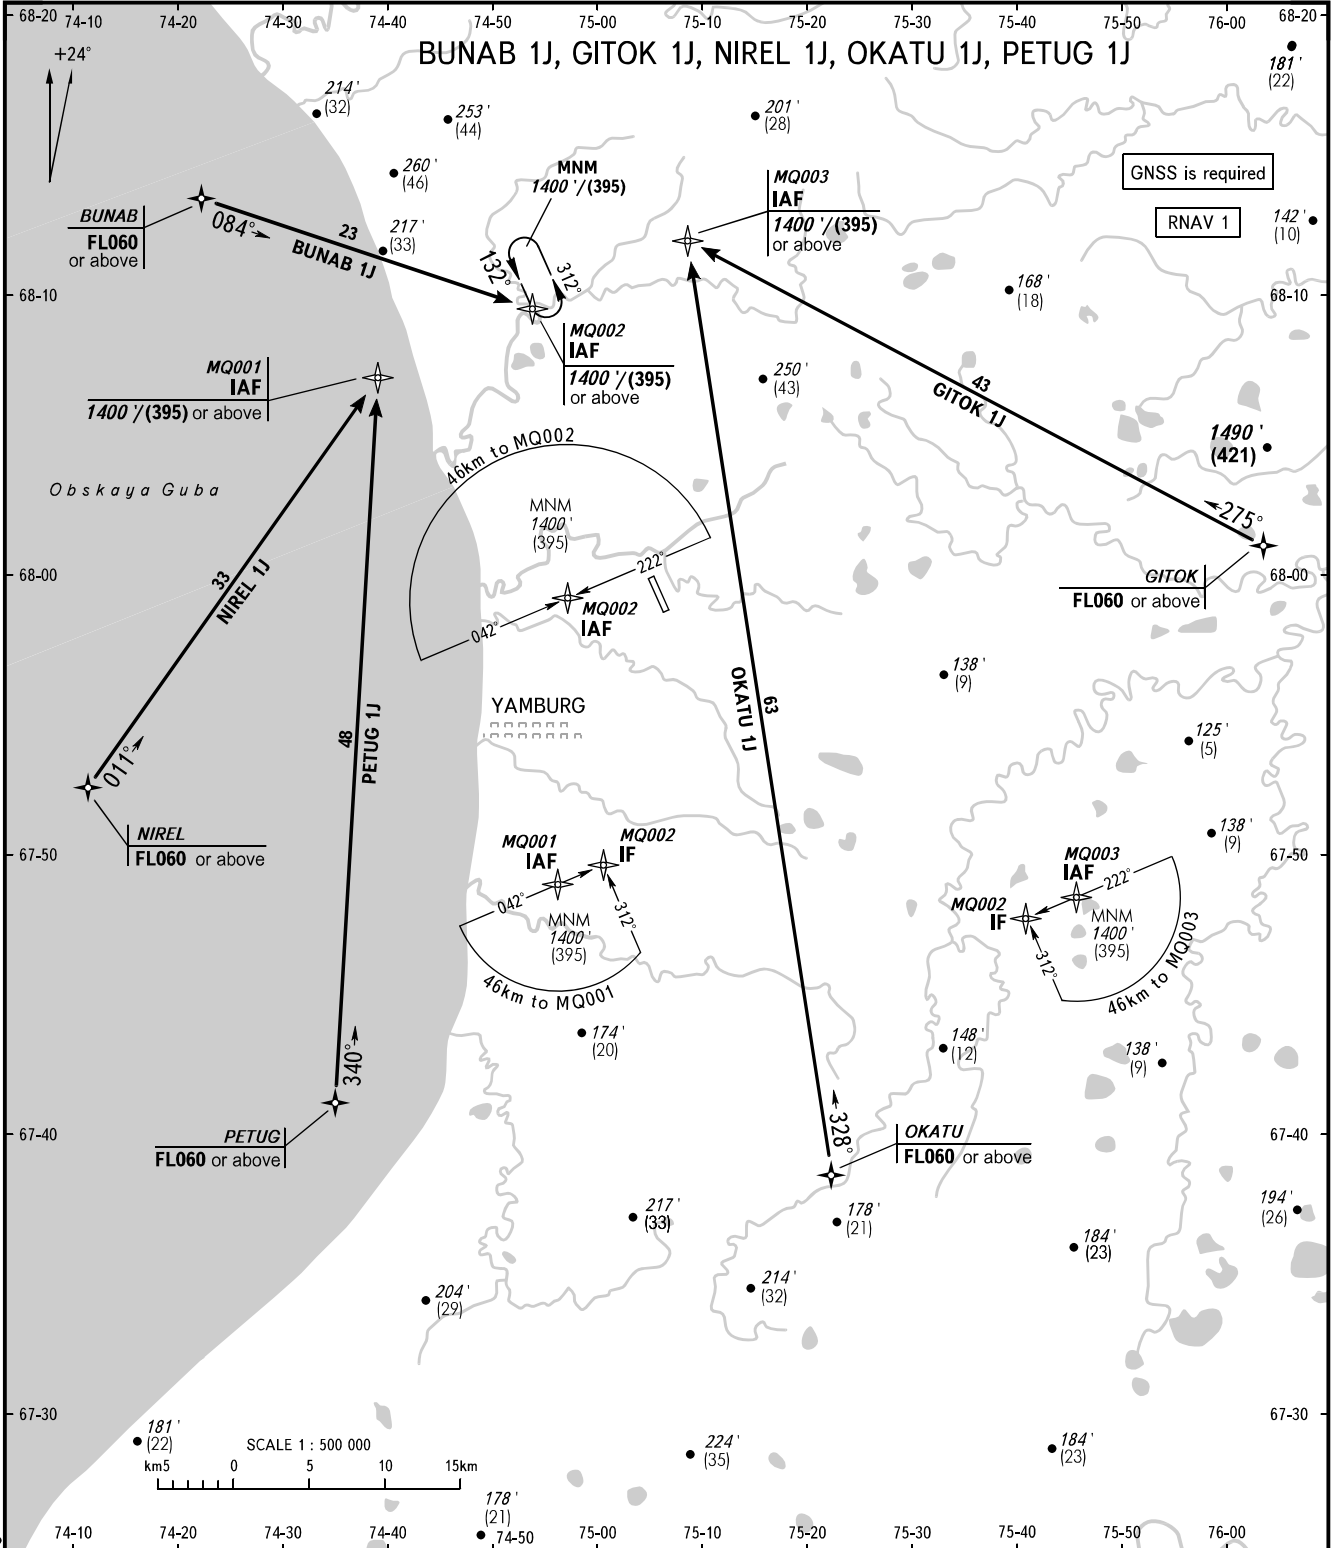 68-20 74-10 74-20 74-30 74-40 74-50 75-00 75-10 75-20 75-30 75-40 75-50 76-00 68-20
BUNAB 1J, GITOK 1J, NIREL 1J, OKATU 1J, PETUG 1J
+24°
181'
(22)
214'
(32)
253'
(44)
201'
(28)
260'
(46)
MNM
1400'/(395)
MQ003
IAF
1400'/(395)
or above
GNSS is required
RNAV 1
142'
(10)
BUNAB
FL060
or above
084°
23
BUNAB 1J
217'
(33)
132°
312°
68-10
168'
(18)
68-10
MQ002
IAF
1400'/(395)
or above
MQ001
IAF
1400'/(395) or above
250'
(43)
43
GITOK 1J
1490'
(421)
46km to MQ002
Obskaya Guba
MNM
1400'
(395)
275°
222°
68-00
GITOK
FL060 or above
68-00
33
NIREL 1J
MQ002
IAF
042°
138'
(9)
63
OKATU 1J
YAMBURG
48
PETUG 1J
125'
(5)
011°
NIREL
FL060 or above
138'
(9)
67-50
MQ001
IAF
MQ002
IF
042°
312°
MNM
1400'
(395)
46km to MQ001
MQ003
IAF
67-50
222°
MQ002
IF
312°
MNM
1400'
(395)
46km to MQ003
174'
(20)
148'
(12)
138'
(9)
340°
328°
67-40
PETUG
FL060 or above
OKATU
FL060 or above
67-40
217'
(33)
178'
(21)
194'
(26)
184'
(23)
204'
(29)
214'
(32)
67-30
67-30
181'
(22)
SCALE 1 : 500 000
km5 0 5 10 15km
224'
(35)
184'
(23)
178'
(21)
74-10 74-20 74-30 74-40 74-50 75-00 75-10 75-20 75-30 75-40 75-50 76-00